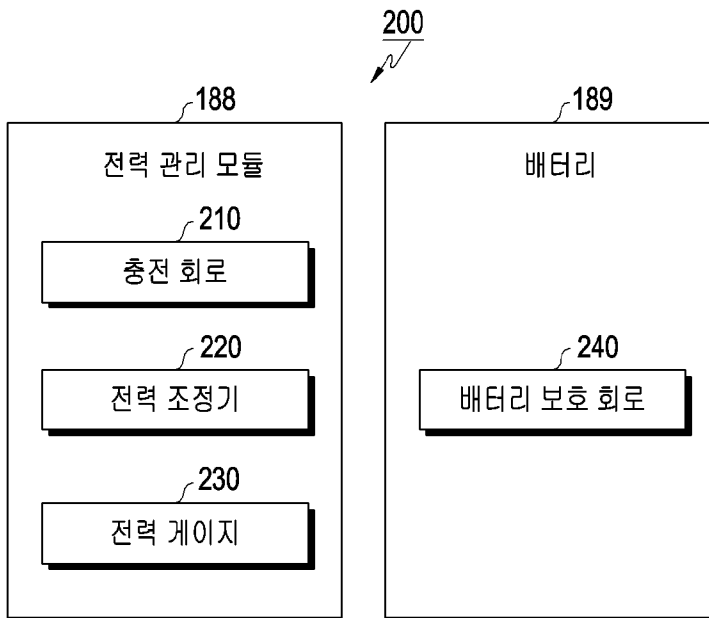 200
188
전력 관리 모듈
210
충전 회로
220
전력 조정기
230
전력 게이지
189
배터리
240
배터리 보호 회로